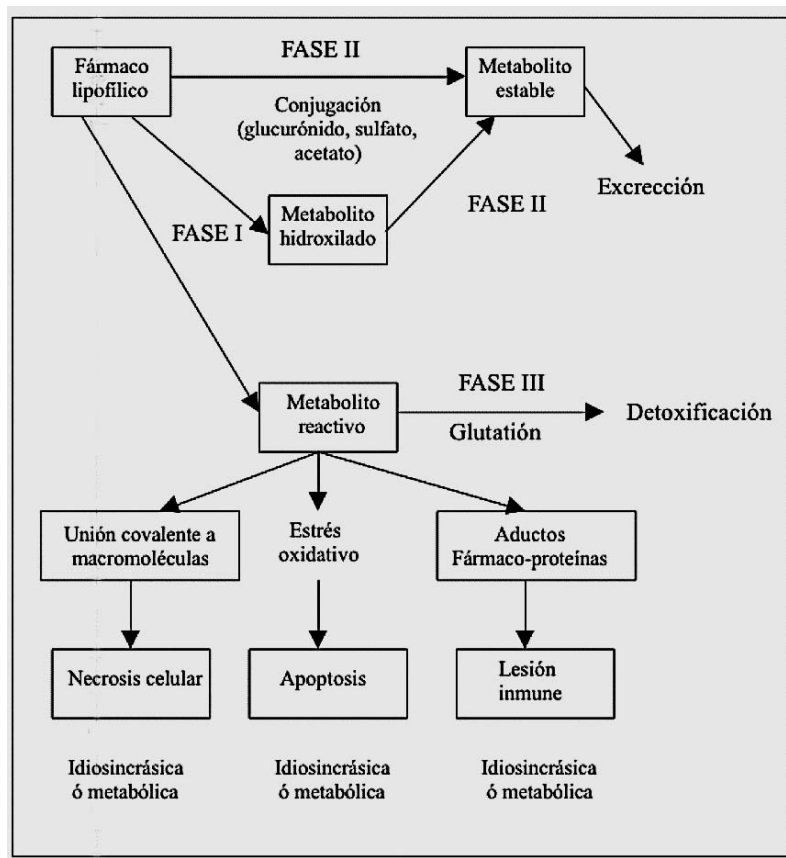 Fármaco
lipofílico
FASE II
Metabolito
estable
Conjugación
(glucurónido, sulfato,
acetato)
Excrección
FASE I
Metabolito
hidroxilado
FASE II
Metabolito
reactivo
FASE III
Glutatión
Detoxificación
Unión covalente a
macromoléculas
Estrés
oxidativo
Aductos
Fármaco-proteínas
Necrosis celular
Apoptosis
Lesión
inmune
Idiosincrásica
ó metabólica
Idiosincrásica
ó metabólica
Idiosincrásica
ó metabólica